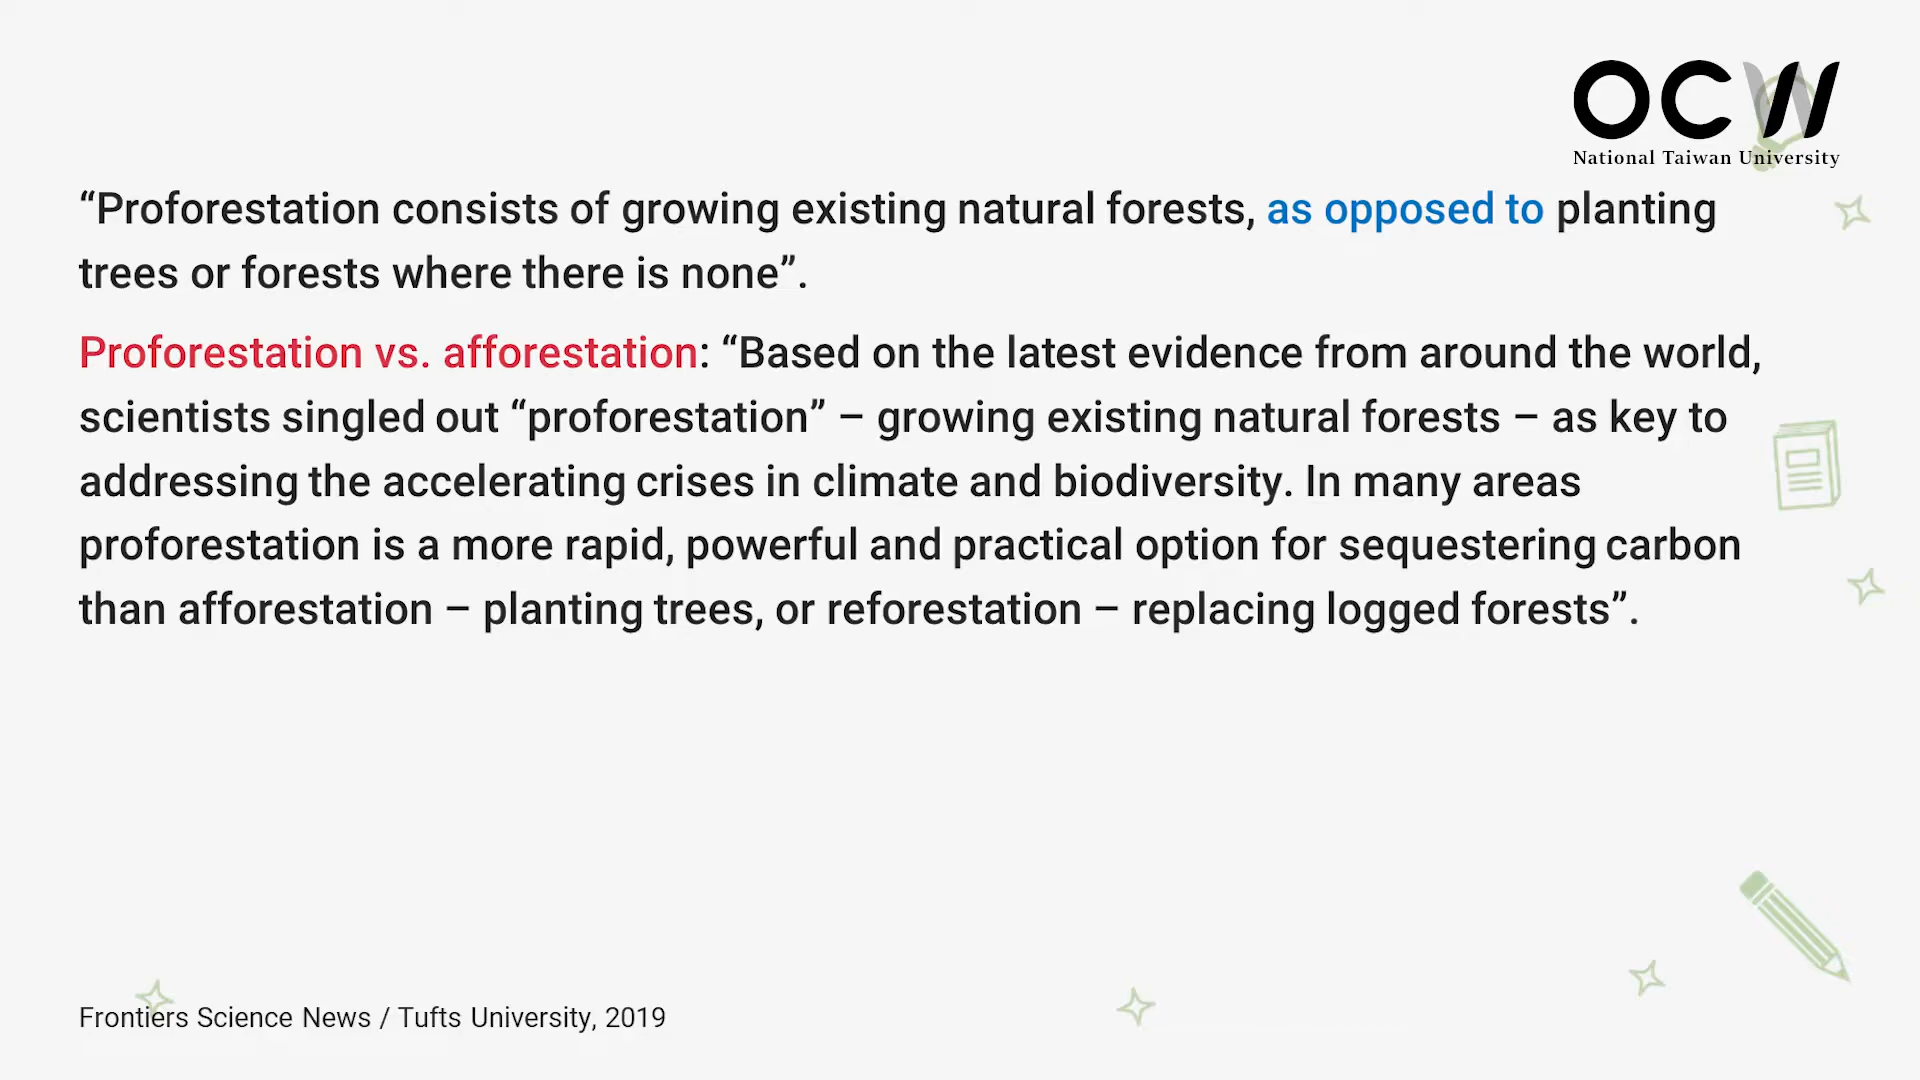 OCW
National Taiwan University
“Proforestation consists of growing existing natural forests, as opposed to planting
trees or forests where there is none”.
Proforestation vs. afforestation: “Based on the latest evidence from around the world,
scientists singled out “proforestation” – growing existing natural forests – as key to
addressing the accelerating crises in climate and biodiversity. In many areas
proforestation is a more rapid, powerful and practical option for sequestering carbon
than afforestation – planting trees, or reforestation – replacing logged forests”.
Frontiers Science News / Tufts University, 2019